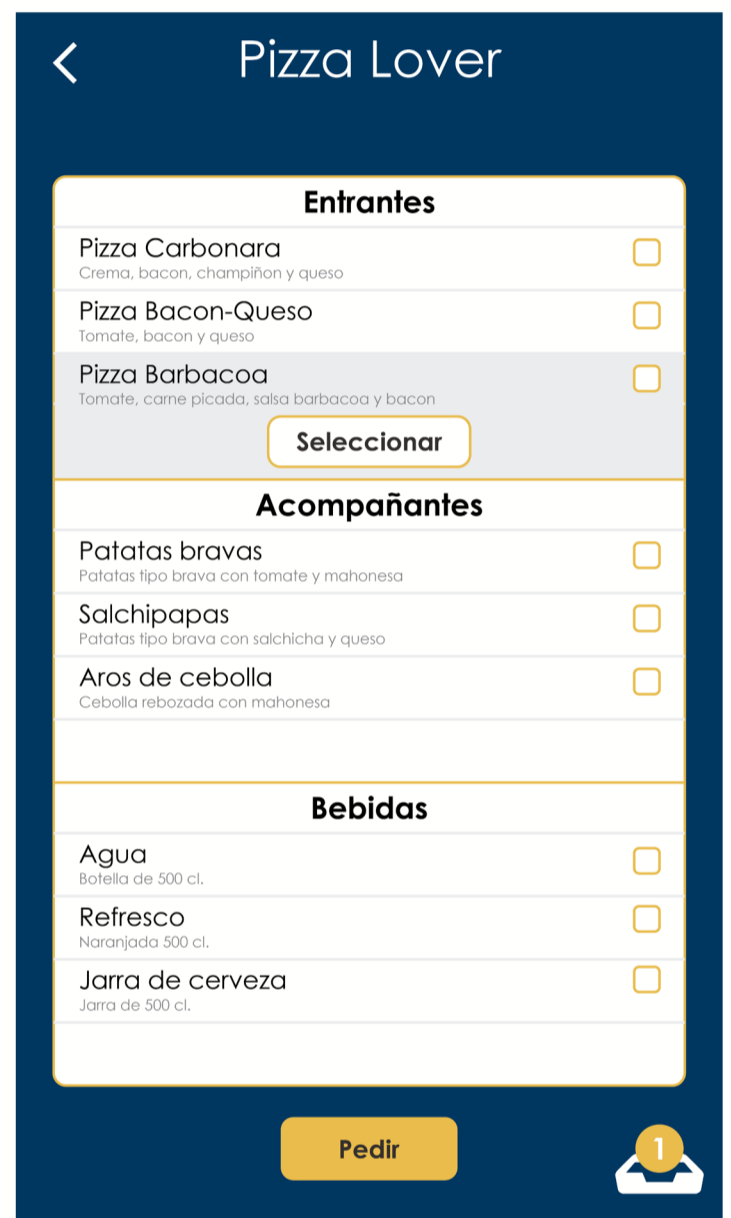 Pizza Lover
Entrantes
Pizza Carbonara
Crema, bacon, champiñon y queso
Pizza Bacon-Queso
Tomate, bacon y queso
Pizza Barbacoa
Tomate, carne picada, salsa barbacoa y bacon
Seleccionar
Acompañantes
Patatas bravas
Patatas tipo brava con tomate y mahonesa
Salchipapas
Patatas tipo brava con salchicha y queso
Aros de cebolla
Cebolla rebozada con mahonesa
Bebidas
Agua
Botella de 500 cl.
Refresco
Naranjada 500 cl.
Jarra de cerveza
Jarra de 500 cl.
Pedir
1